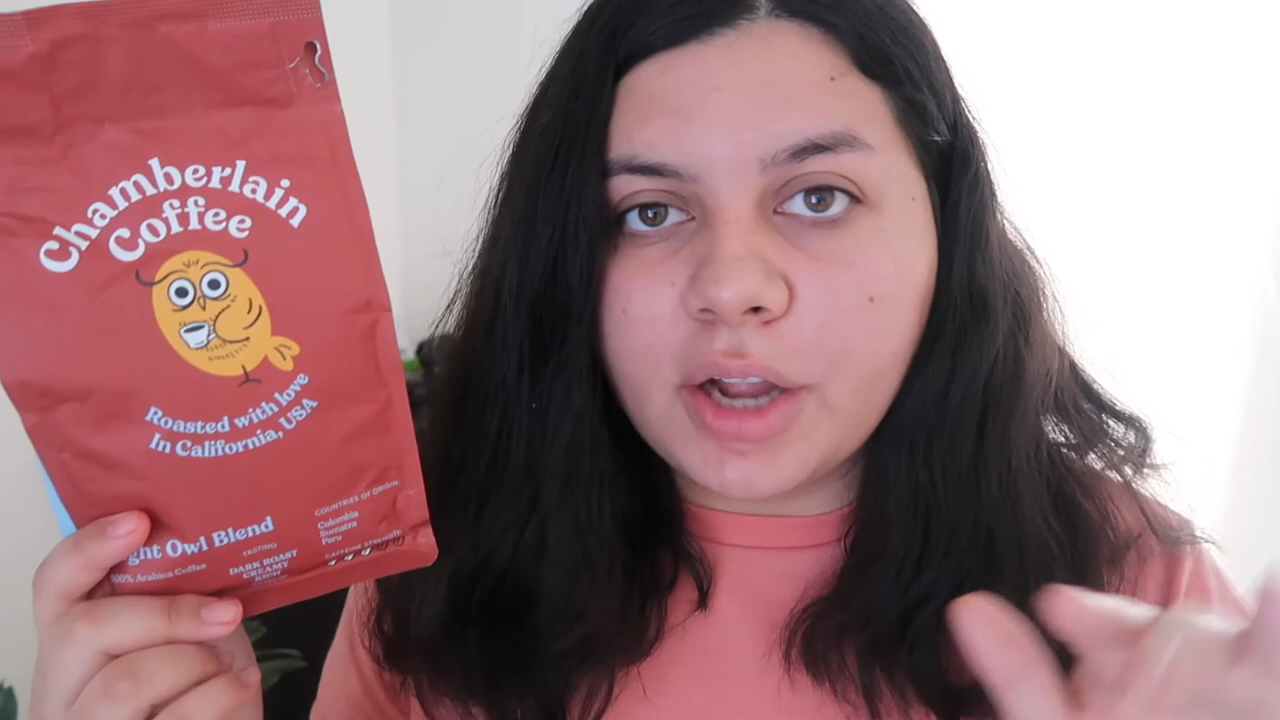 Chamberlain
Coffee
Roasted with love
In California, USA
ght Owl Blend
100% Arabica Coffee
TASTING
DARK ROAST
CREAMY
RICH
COUNTRIES OF ORIGIN
Colombia
Sumatra
Peru
CAFFEINE STRENGTH